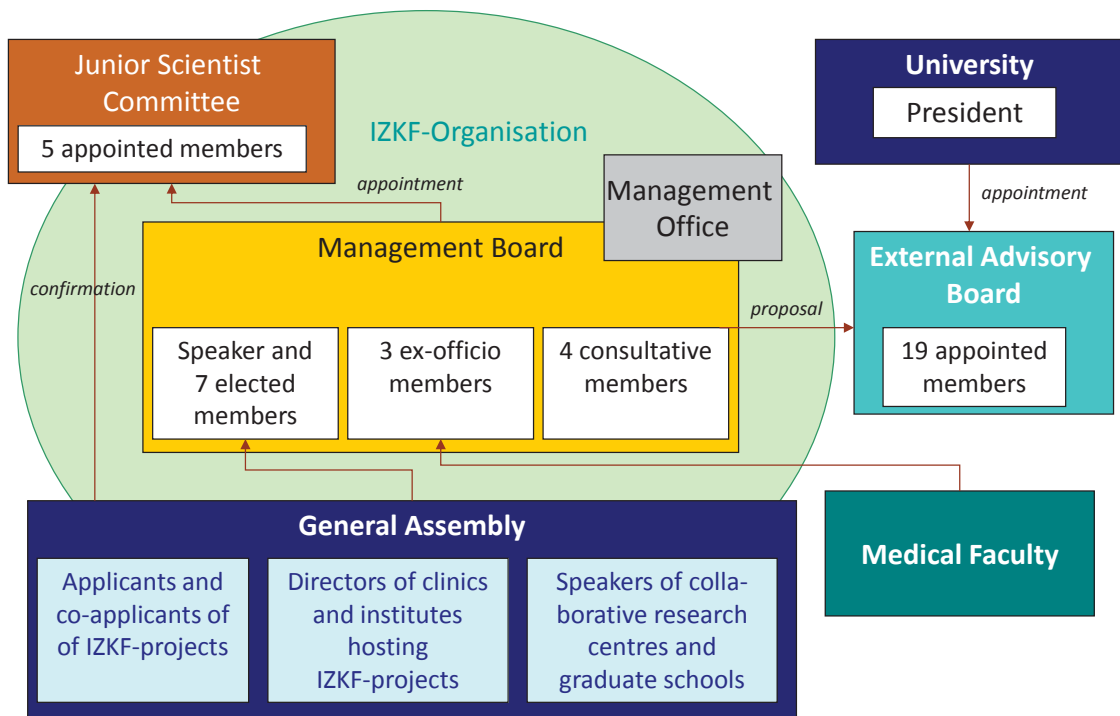 Junior Scientist
Committee
5 appointed members
IZKF-Organisation
University
President
appointment
Management
Office
appointment
Management Board
External Advisory
Board
confirmation
proposal
Speaker and
7 elected
members
3 ex-officio
members
4 consultative
members
19 appointed
members
General Assembly
Medical Faculty
Applicants and
co-applicants of
of IZKF-projects
Directors of clinics
and institutes
hosting
IZKF-projects
Speakers of colla-
borative research
centres and
graduate schools